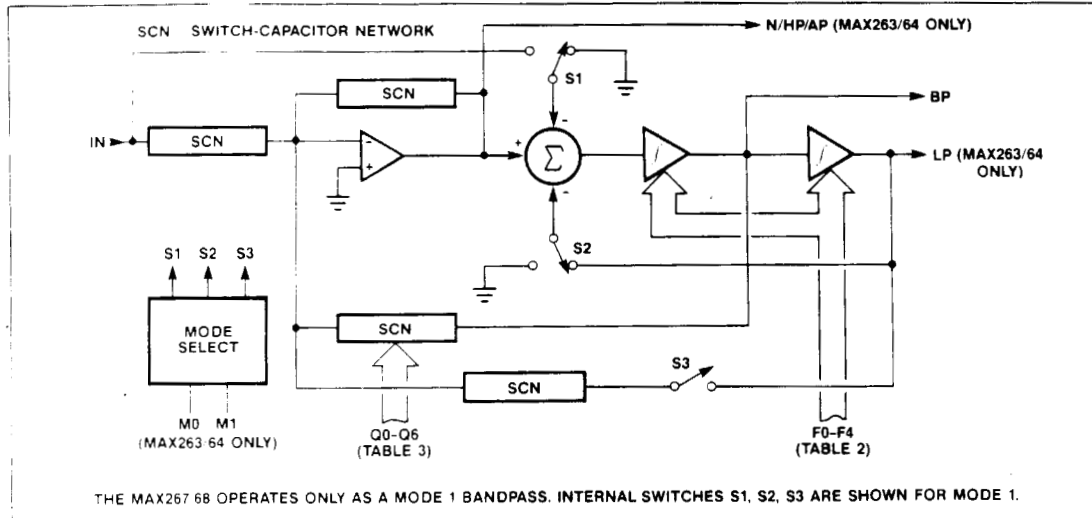 SCN SWITCH-CAPACITOR NETWORK
N/HP/AP (MAX263/64 ONLY)
S1
SCN
BP
IN
SCN
-
+
+
-
Σ
-
∫
∫
LP (MAX263/64
ONLY)
S2
S1 S2 S3
MODE
SELECT
SCN
SCN
S3
M0 M1
(MAX263/64 ONLY)
Q0-Q6
(TABLE 3)
F0-F4
(TABLE 2)
THE MAX267 68 OPERATES ONLY AS A MODE 1 BANDPASS. INTERNAL SWITCHES S1, S2, S3 ARE SHOWN FOR MODE 1.